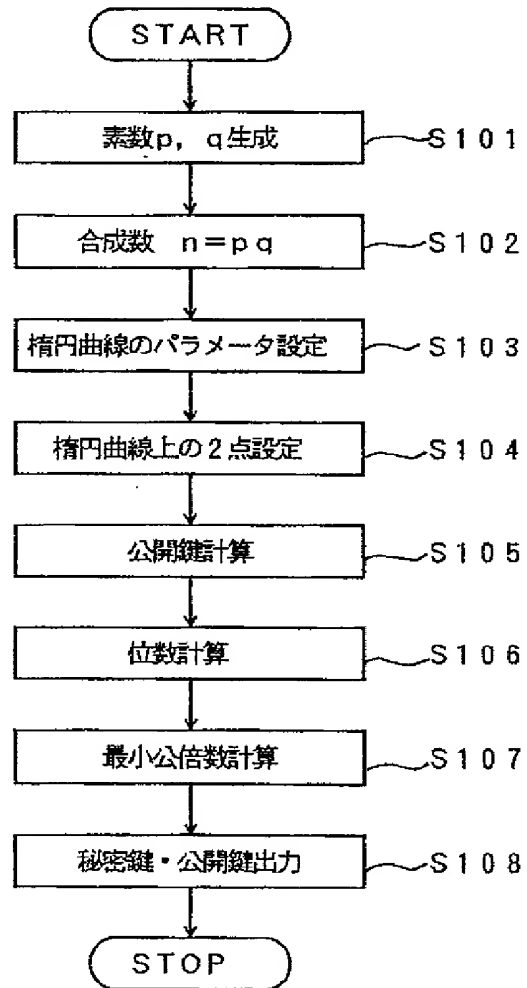 START
素数p，q生成
S101
合成数 n＝pq
S102
楕円曲線のパラメータ設定
S103
楕円曲線上の2点設定
S104
公開鍵計算
S105
位数計算
S106
最小公倍数計算
S107
秘密鍵・公開鍵出力
S108
STOP